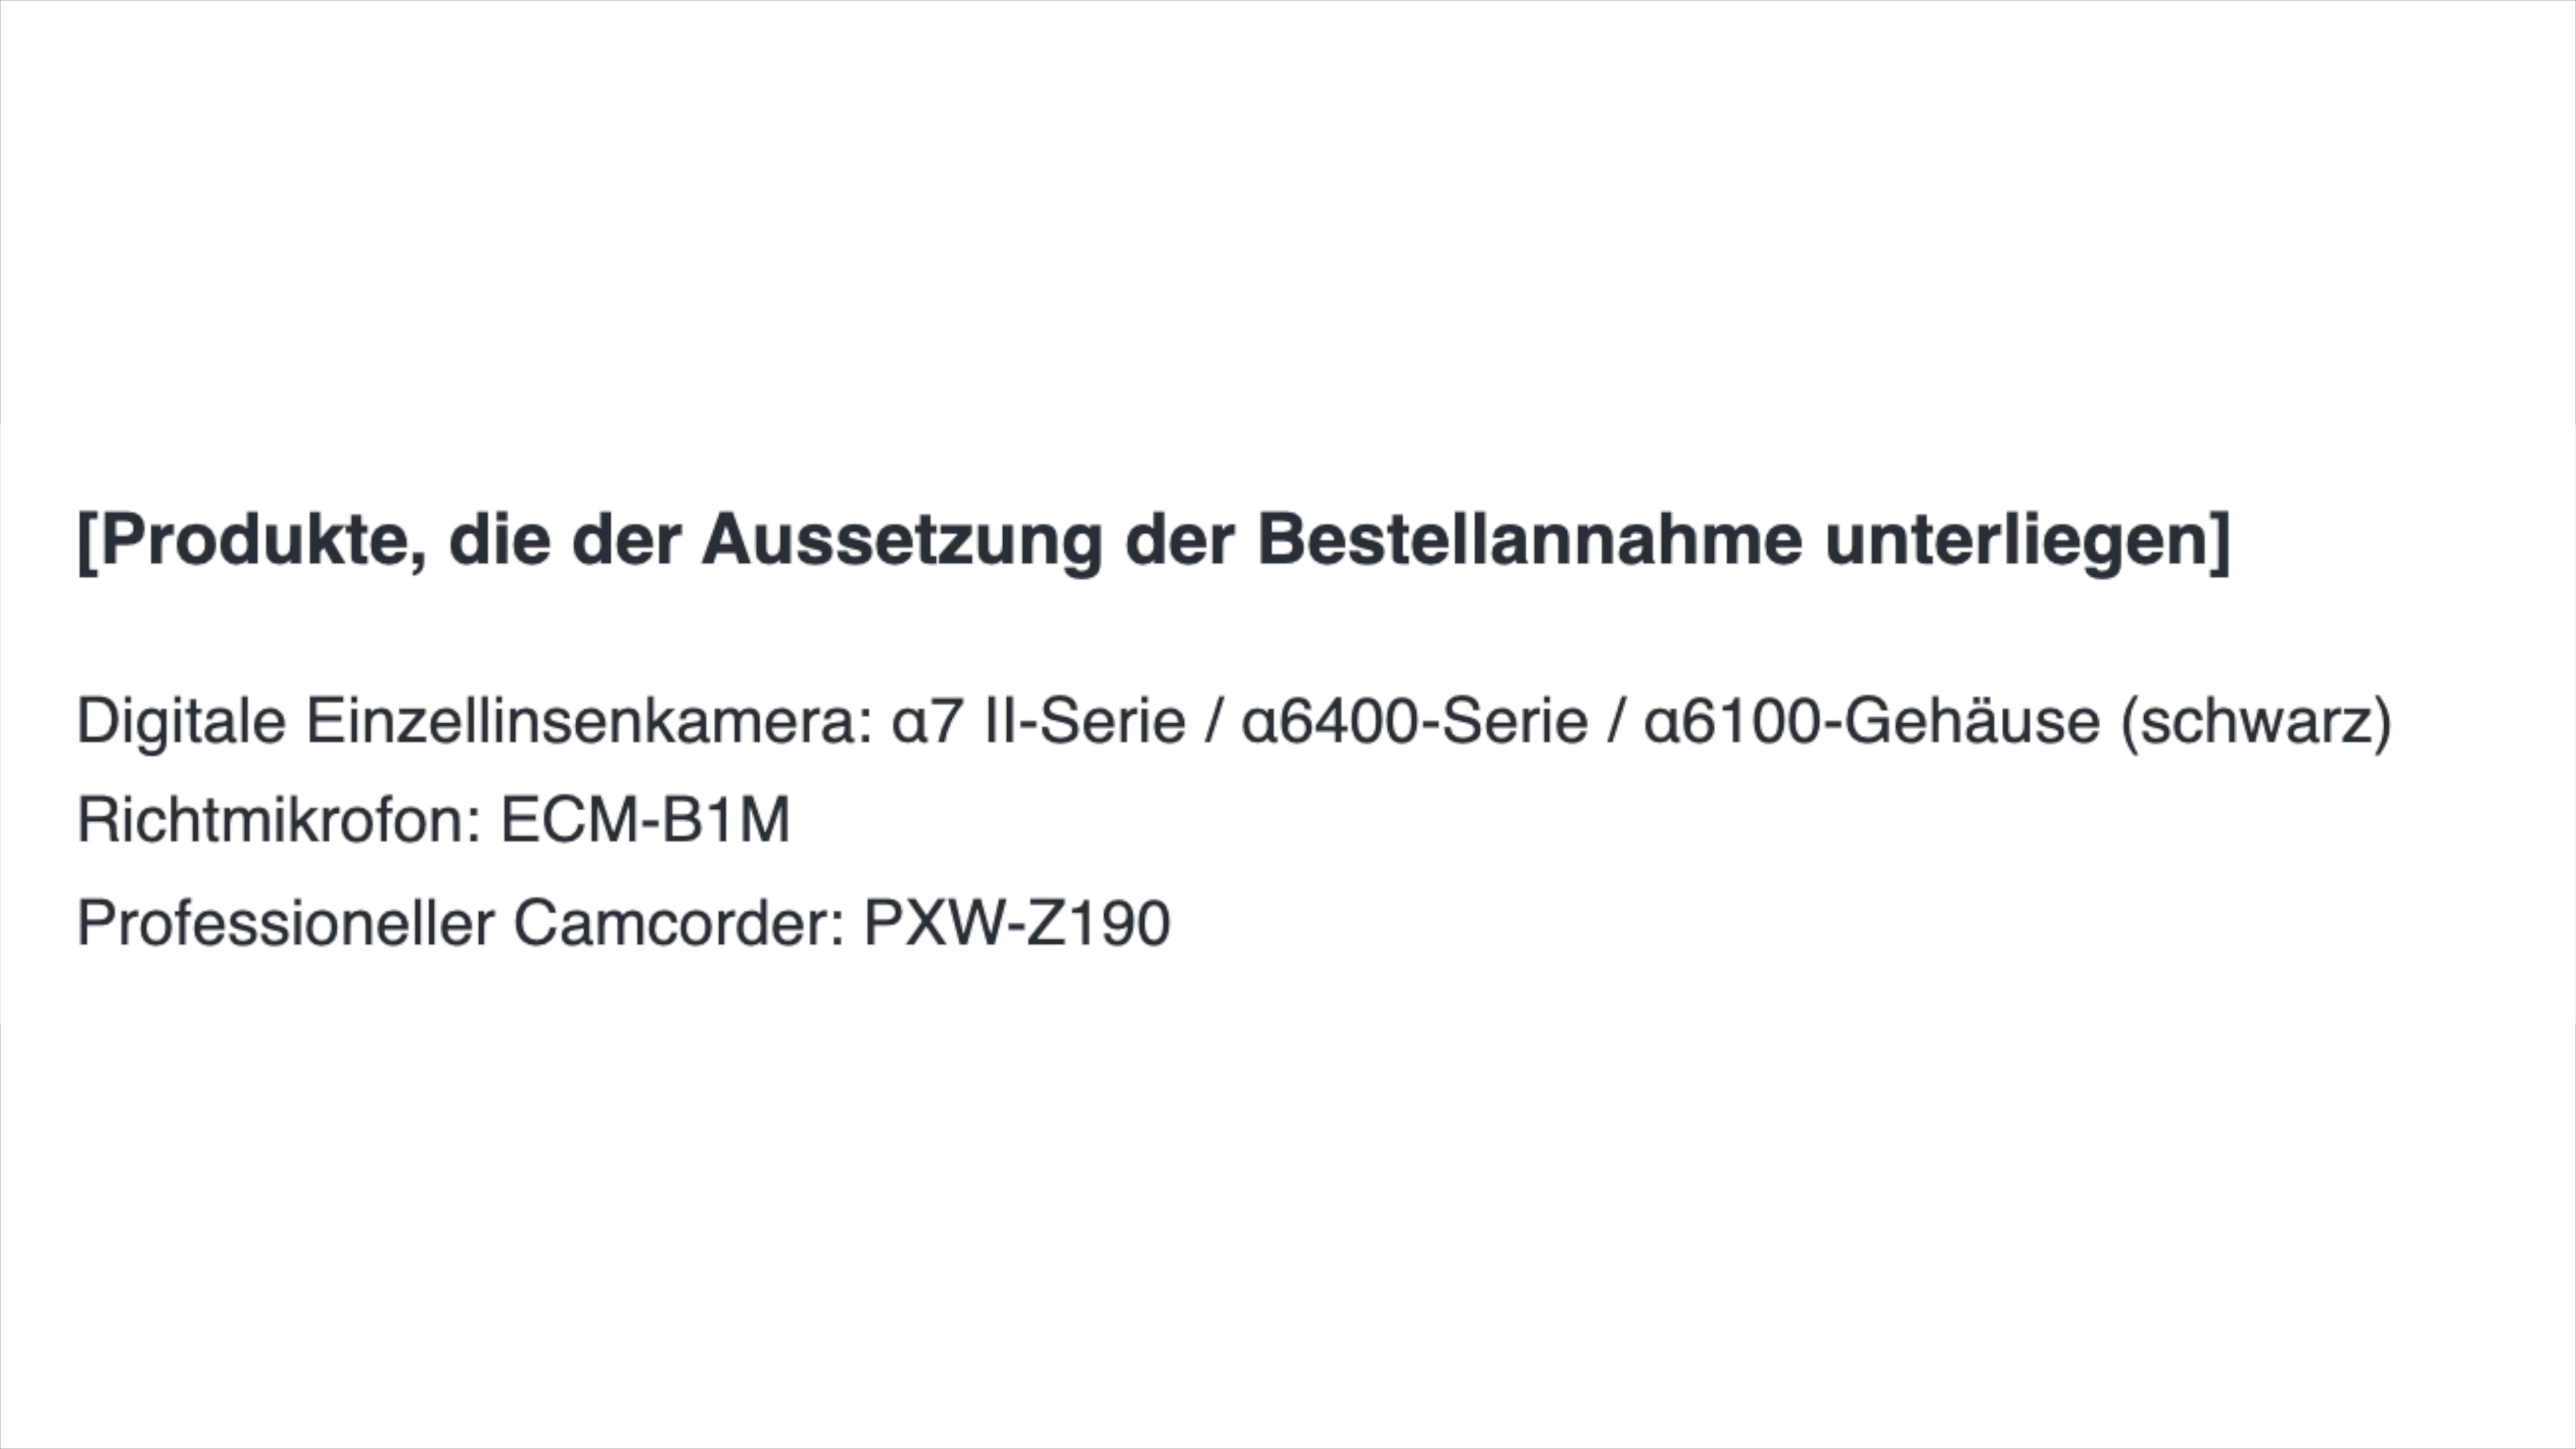 [Produkte, die der Aussetzung der Bestellannahme unterliegen]
Digitale Einzellinsenkamera: α7 II-Serie / α6400-Serie / α6100-Gehäuse (schwarz)
Richtmikrofon: ECM-B1M
Professioneller Camcorder: PXW-Z190